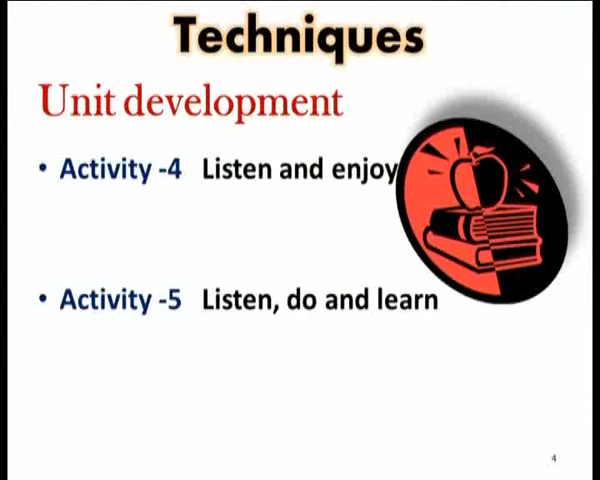 Techniques
Unit development
• Activity -4 Listen and enjoy
• Activity -5 Listen, do and learn
4